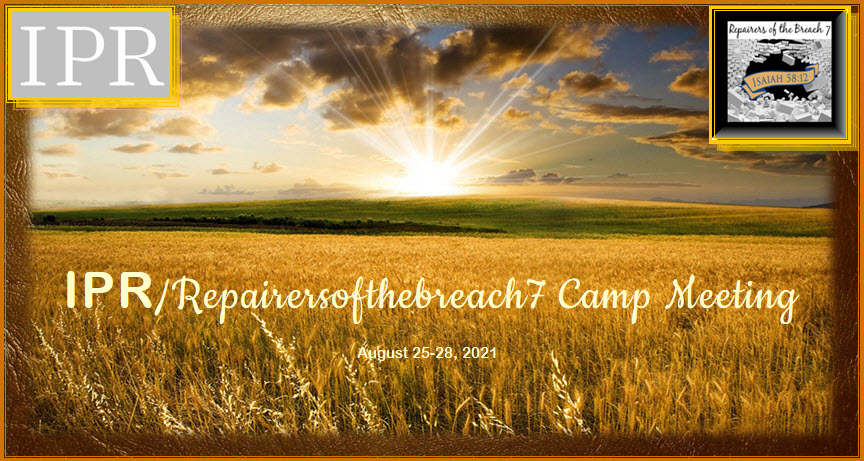 IPR
Repairers of the Breach 7
ISAIAH 58:12
IPR/Repairersofthebreach7 Camp Meeting
August 25-28, 2021